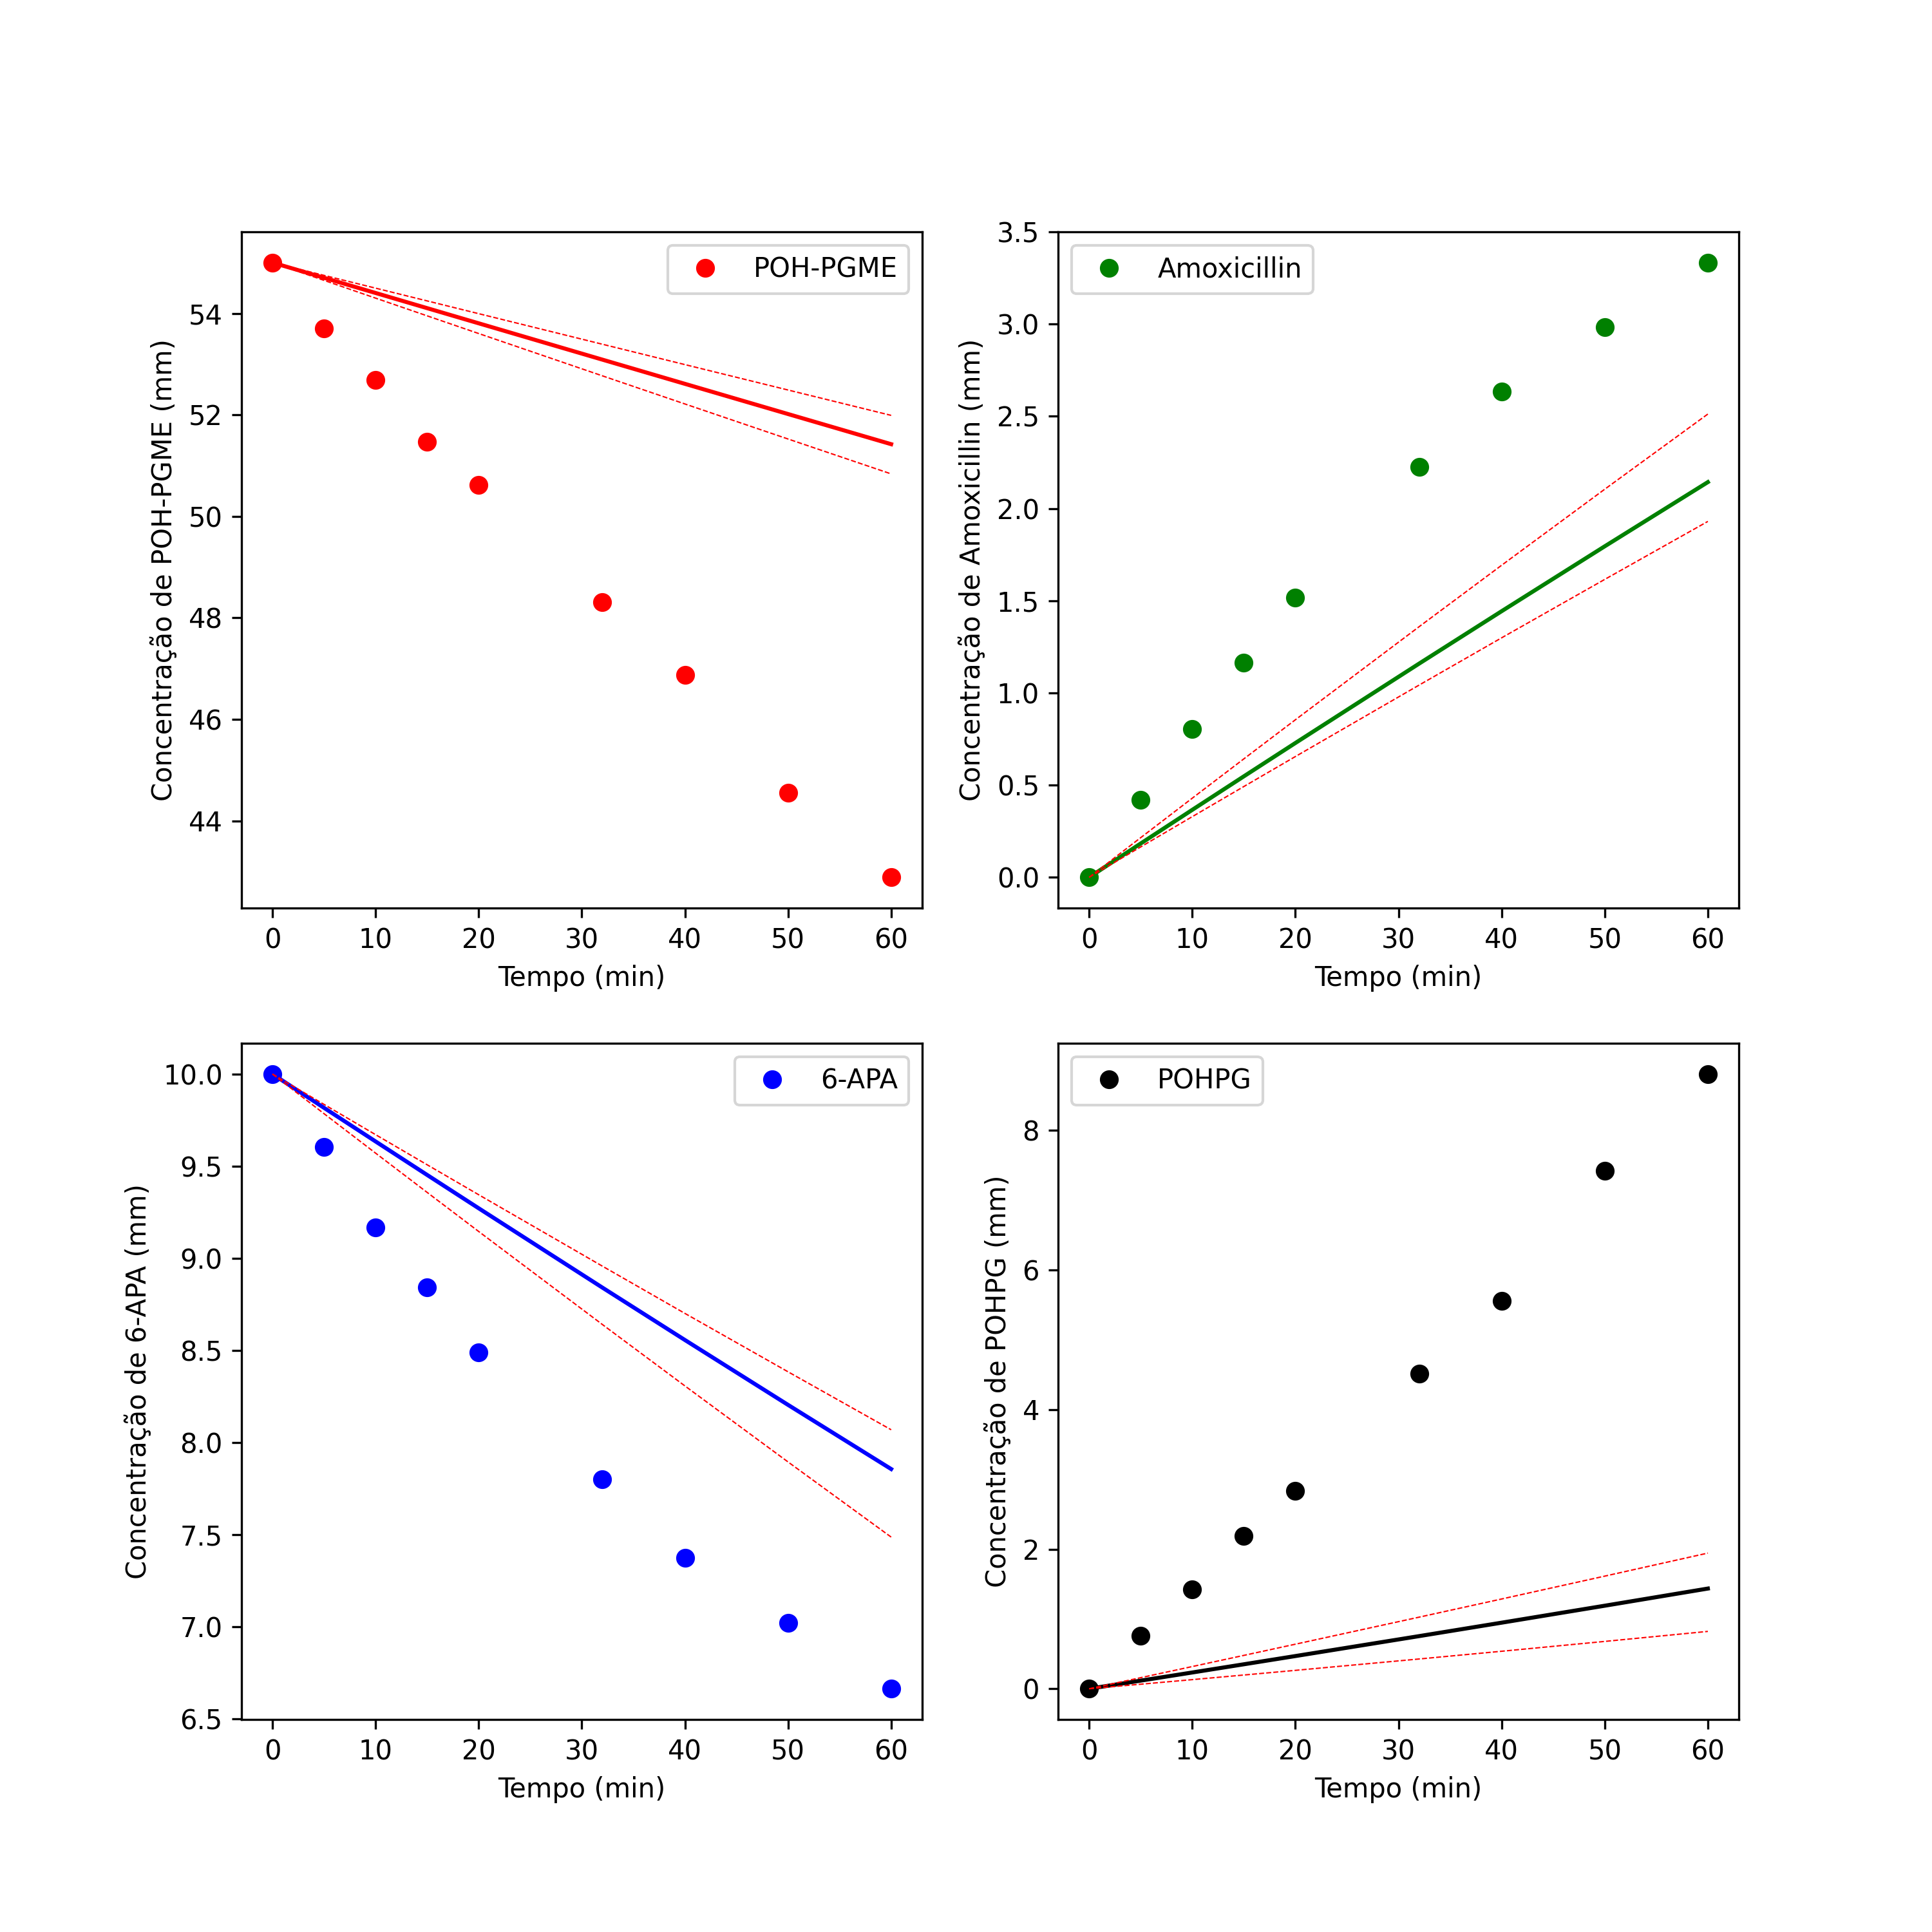 POH-PGME
Concentração de POH-PGME (mm)
54
52
50
48
46
44
0 10 20 30 40 50 60
Tempo (min)
Amoxicillin
Concentração de Amoxicillin (mm)
3.5
3.0
2.5
2.0
1.5
1.0
0.5
0.0
0 10 20 30 40 50 60
Tempo (min)
6-APA
Concentração de 6-APA (mm)
10.0
9.5
9.0
8.5
8.0
7.5
7.0
6.5
0 10 20 30 40 50 60
Tempo (min)
POHPG
Concentração de POHPG (mm)
8
6
4
2
0
0 10 20 30 40 50 60
Tempo (min)